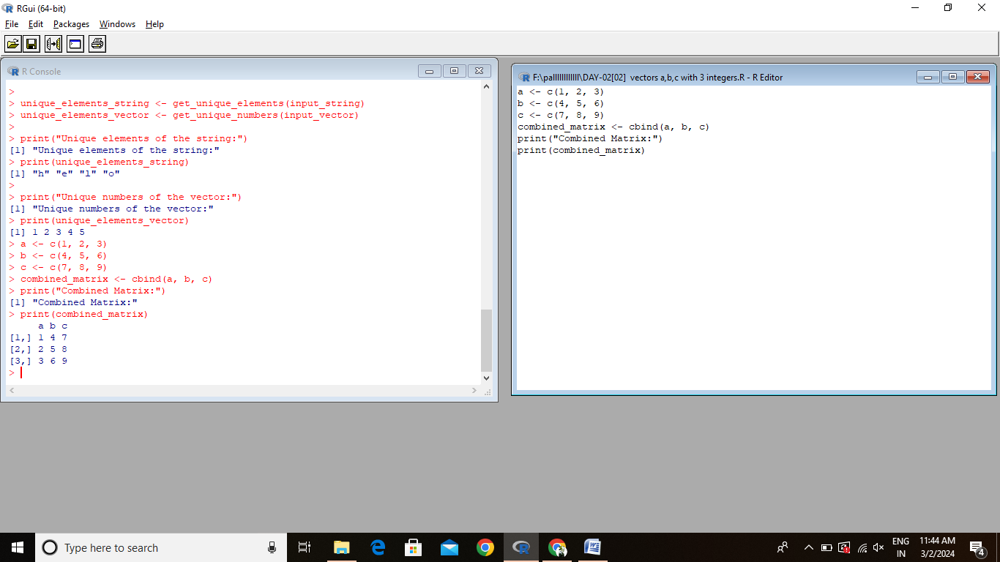 RGui (64-bit)
File Edit Packages Windows Help
R Console
>
> unique_elements_string <- get_unique_elements(input_string)
> unique_elements_vector <- get_unique_numbers(input_vector)
>
> print("Unique elements of the string:")
[1] "Unique elements of the string:"
> print(unique_elements_string)
[1] "h" "e" "l" "o"
>
> print("Unique numbers of the vector:")
[1] "Unique numbers of the vector:"
> print(unique_elements_vector)
[1] 1 2 3 4 5
> a <- c(1, 2, 3)
> b <- c(4, 5, 6)
> c <- c(7, 8, 9)
> combined_matrix <- cbind(a, b, c)
> print("Combined Matrix:")
[1] "Combined Matrix:"
> print(combined_matrix)
     a b c
[1,] 1 4 7
[2,] 2 5 8
[3,] 3 6 9
>
DAY-02[02] vectors a,b,c with 3 integers.R - R Editor
a <- c(1, 2, 3)
b <- c(4, 5, 6)
c <- c(7, 8, 9)
combined_matrix <- cbind(a, b, c)
print("Combined Matrix:")
print(combined_matrix)
Type here to search
ENG
IN
11:44 AM
3/2/2024
4